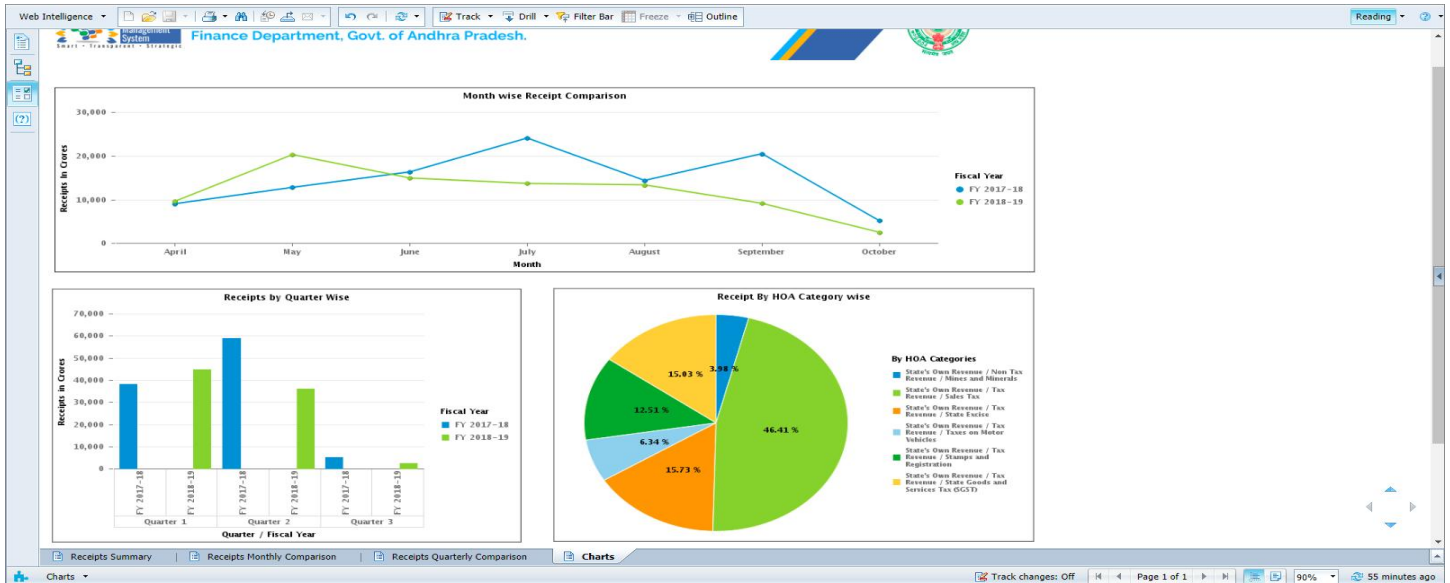 Web Intelligence
Track
Drill
Filter Bar
Freeze
Outline
Reading
Management
System
Smart - Transparent - Strategic
Finance Department, Govt. of Andhra Pradesh.
Month wise Receipt Comparison
30,000
20,000
10,000
0
Receipts In Crores
April
May
June
July
August
September
October
Month
Fiscal Year
FY 2017-18
FY 2018-19
Receipts by Quarter Wise
70,000
60,000
50,000
40,000
30,000
20,000
10,000
0
Receipts in Crores
FY 2017-18
FY 2018-19
FY 2017-18
FY 2018-19
FY 2017-18
FY 2018-19
Quarter 1
Quarter 2
Quarter 3
Quarter / Fiscal Year
Fiscal Year
FY 2017-18
FY 2018-19
Receipt By HOA Category wise
3.98 %
15.03 %
12.51 %
46.41 %
6.34 %
15.73 %
By HOA Categories
State's Own Revenue / Non Tax
Revenue / Mines and Minerals
State's Own Revenue / Tax
Revenue / Sales Tax
State's Own Revenue / Tax
Revenue / State Excise
State's Own Revenue / Tax
Revenue / Taxes on Motor
Vehicles
State's Own Revenue / Tax
Revenue / Stamps and
Registration
State's Own Revenue / Tax
Revenue / State Goods and
Services Tax (SGST)
Receipts Summary
Receipts Monthly Comparison
Receipts Quarterly Comparison
Charts
Charts
Track changes: Off
Page 1 of 1
90%
55 minutes ago